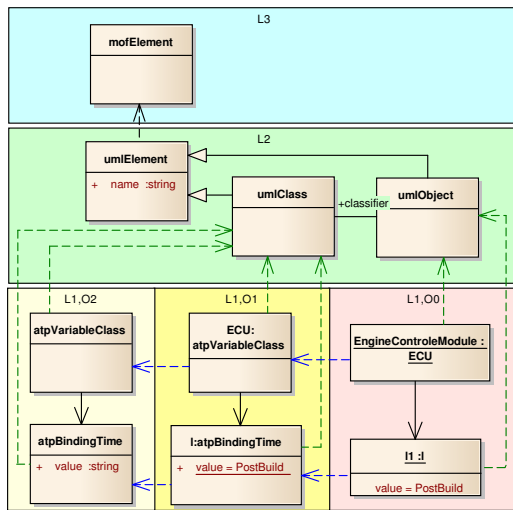 L3
mofElement
L2
umlElement
+ name :string
umlClass
+classifier
umlObject
L1,O2
L1,O1
L1,O0
atpVariableClass
ECU:
atpVariableClass
EngineControleModule :
ECU
atpBindingTime
+ value :string
I:atpBindingTime
+ value = PostBuild
I1 :I
value = PostBuild